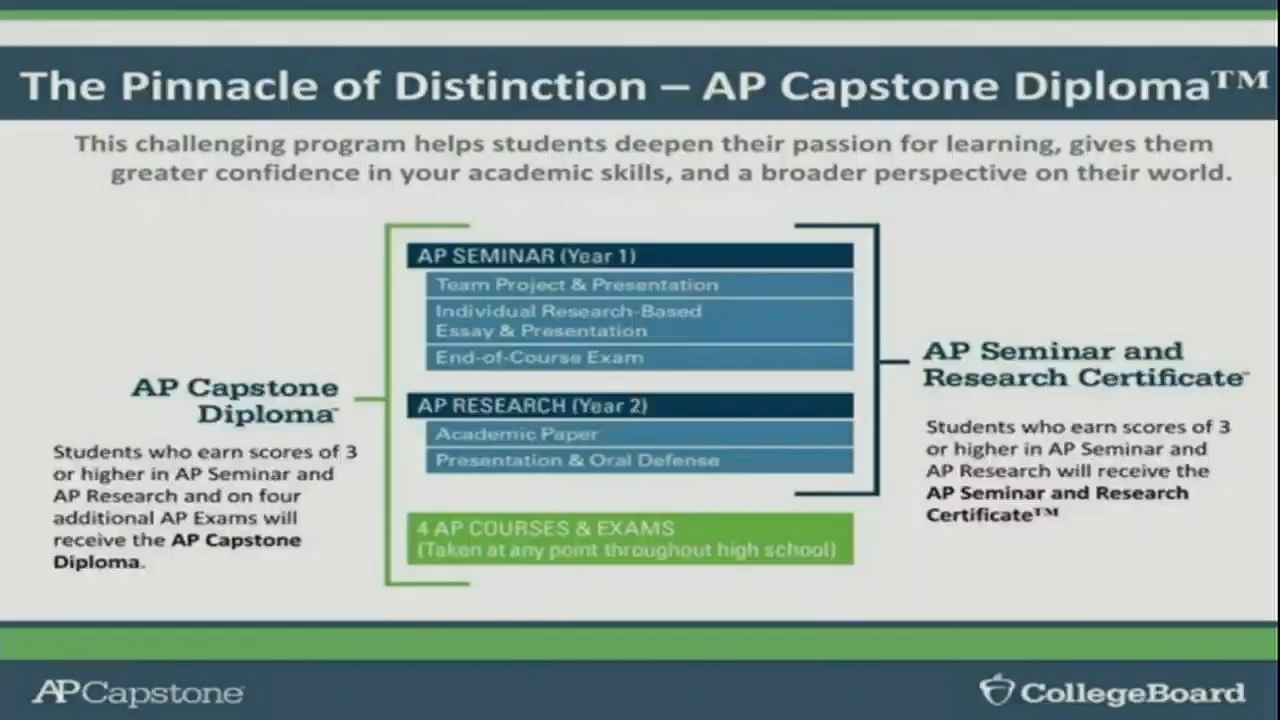 The Pinnacle of Distinction – AP Capstone Diploma™
This challenging program helps students deepen their passion for learning, gives them
greater confidence in your academic skills, and a broader perspective on their world.
AP SEMINAR (Year 1)
Team Project & Presentation
Individual Research-Based
Essay & Presentation
End-of-Course Exam
AP RESEARCH (Year 2)
Academic Paper
Presentation & Oral Defense
4 AP COURSES & EXAMS
(Taken at any point throughout high school)
AP Capstone
Diploma™
Students who earn scores of 3
or higher in AP Seminar and
AP Research and on four
additional AP Exams will
receive the AP Capstone
Diploma.
AP Seminar and
Research Certificate™
Students who earn scores of 3
or higher in AP Seminar and
AP Research will receive the
AP Seminar and Research
Certificate™
AP Capstone
CollegeBoard